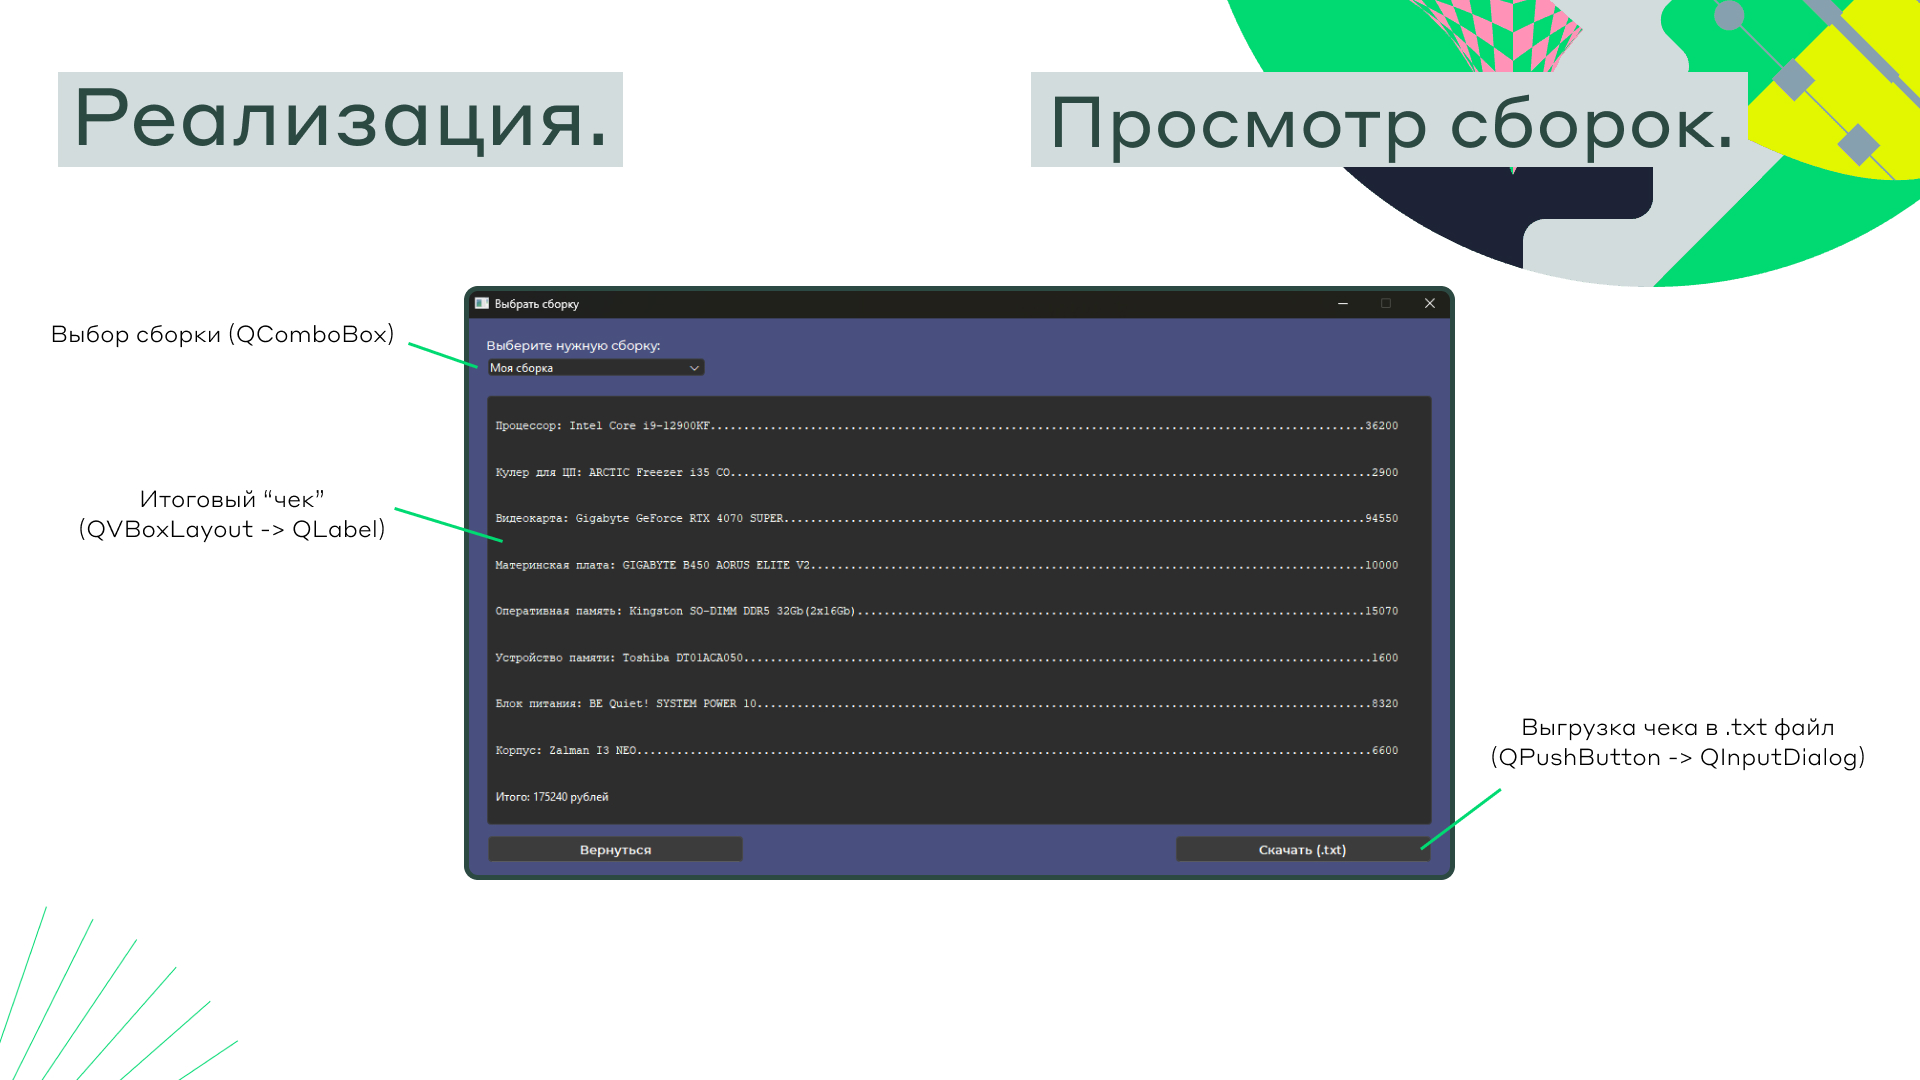 Реализация.
Просмотр сборок.
Выбор сборки (QComboBox)
Итоговый “чек”
(QVBoxLayout -> QLabel)
Выбрать сборку
Выберите нужную сборку:
Моя сборка
Процессор: Intel Core i9-12900KF.................................................................................................36200
Кулер для ЦП: ARCTIC Freezer i35 CO...............................................................................................2900
Видеокарта: Gigabyte GeForce RTX 4070 SUPER......................................................................................94550
Материнская плата: GIGABYTE B450 AORUS ELITE V2..................................................................................10000
Оперативная память: Kingston SO-DIMM DDR5 32Gb(2x16Gb)...........................................................................15070
Устройство памяти: Toshiba DT01ACA050.............................................................................................1600
Блок питания: BE Quiet! SYSTEM POWER 10...........................................................................................8320
Корпус: Zalman I3 NEO.............................................................................................................6600
Итого: 175240 рублей
Вернуться
Скачать (.txt)
Выгрузка чека в .txt файл
(QPushButton -> QInputDialog)